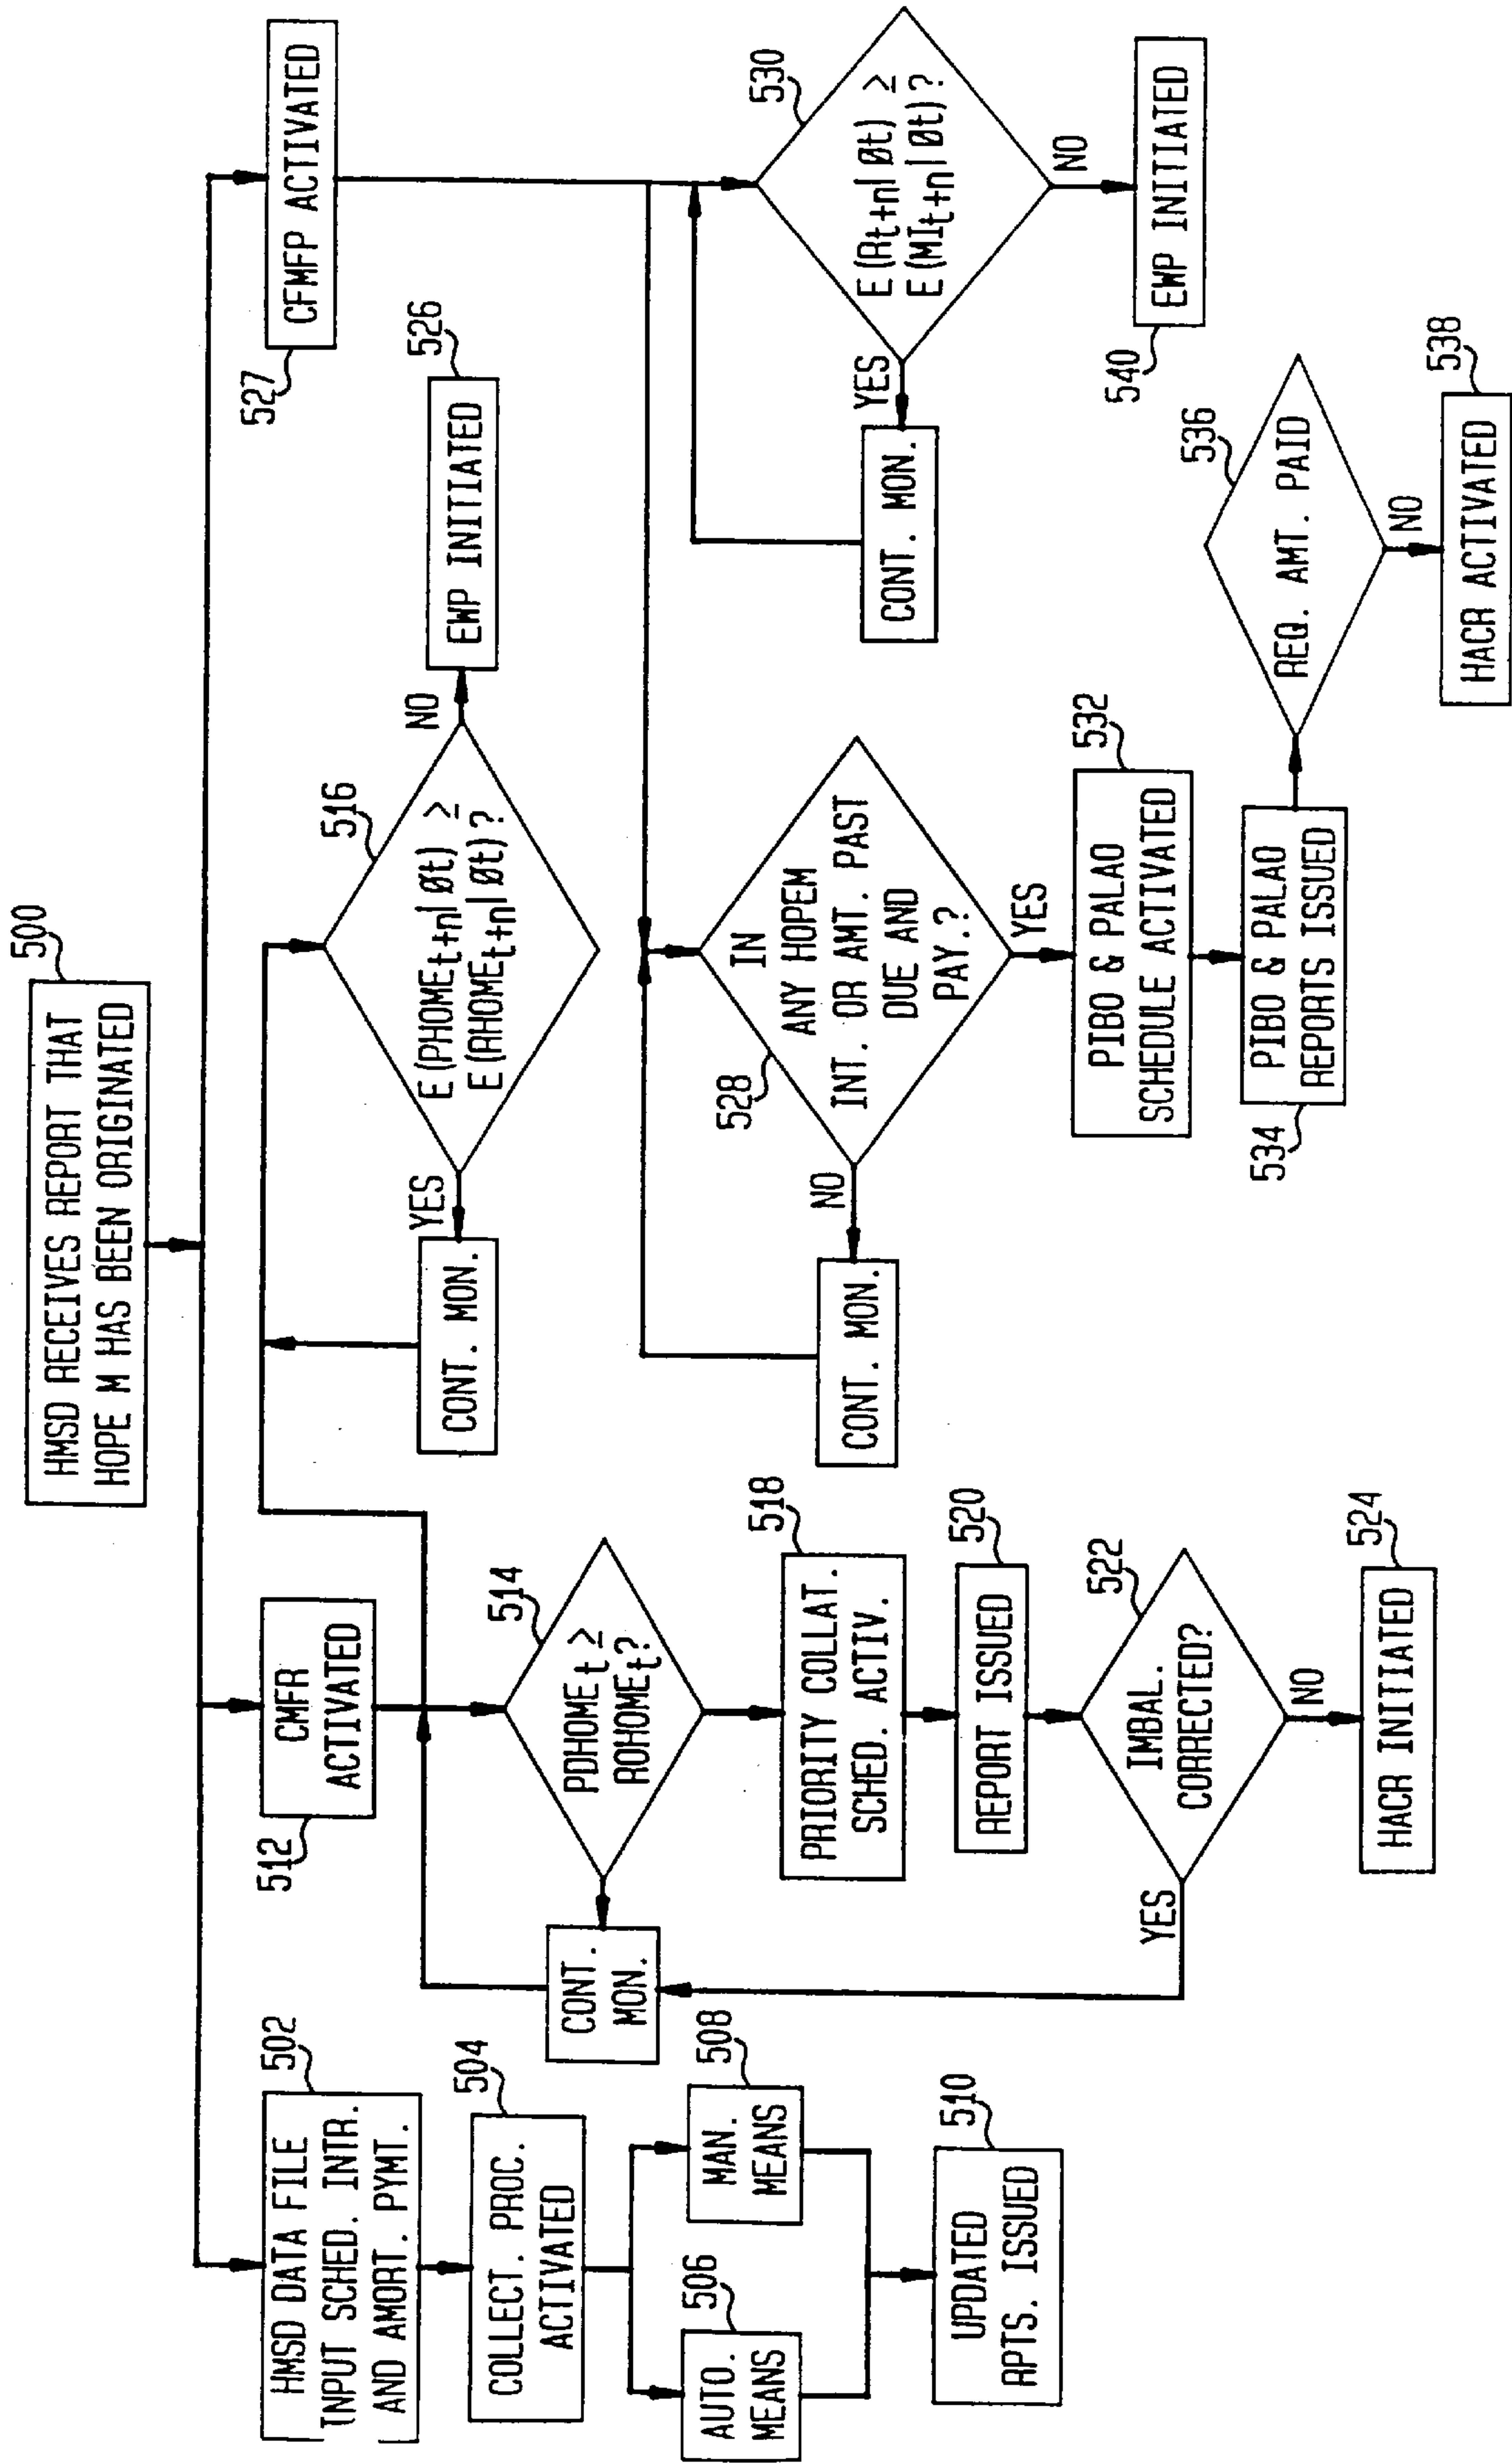 500
HMSD RECEIVES REPORT THAT
HOPE M HAS BEEN ORIGINATED
502
HMSD DATA FILE
INPUT SCHED. INTR.
AND AMORT. PYMT.
504
COLLECT. PROC.
ACTIVATED
506
AUTO.
MEANS
508
MAN.
MEANS
510
UPDATED
RPTS. ISSUED
512
CMFR
ACTIVATED
514
PDHOMEt ≥
ROHOMEt?
CONT.
MON.
518
PRIORITY COLLAT.
SCHED. ACTIV.
520
REPORT ISSUED
522
IMBAL.
CORRECTED?
YES
NO
524
HACR INITIATED
516
E(PHOMEt+n|Øt) ≥
E(RHOMEt+n|Øt)?
YES
CONT. MON.
NO
526
EWP INITIATED
527
CFMFP ACTIVATED
528
IN
ANY HOPEM
INT. OR AMT. PAST
DUE AND
PAY.?
NO
CONT. MON.
YES
532
PIBO & PALAO
SCHEDULE ACTIVATED
534
PIBO & PALAO
REPORTS ISSUED
536
REQ. AMT. PAID
NO
538
HACR ACTIVATED
530
E(Rt+n|Øt) ≥
E(MIt+n|Øt)?
YES
CONT. MON.
NO
540
EWP INITIATED